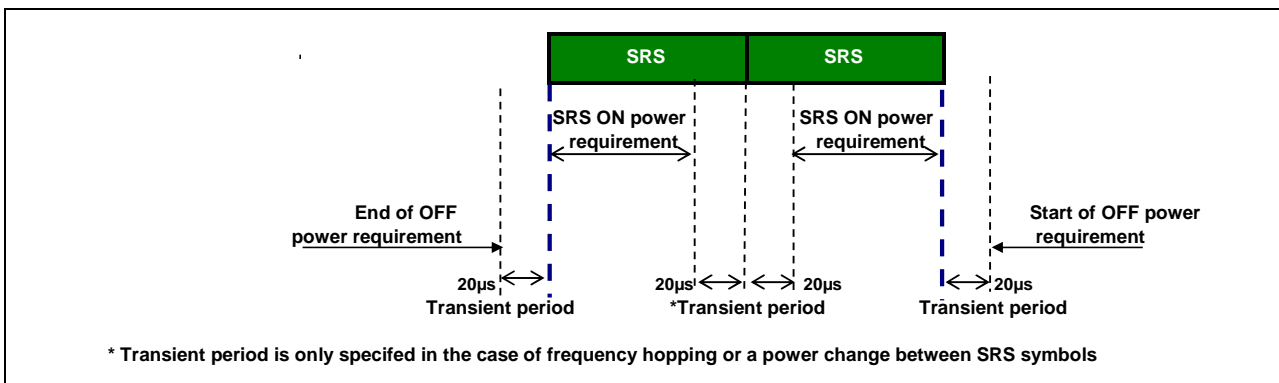 SRS SRS
SRS ON power
requirement
SRS ON power
requirement
End of OFF
power requirement
Start of OFF power
requirement
20µs 20µs 20µs 20µs
Transient period *Transient period Transient period
* Transient period is only specifed in the case of frequency hopping or a power change between SRS symbols